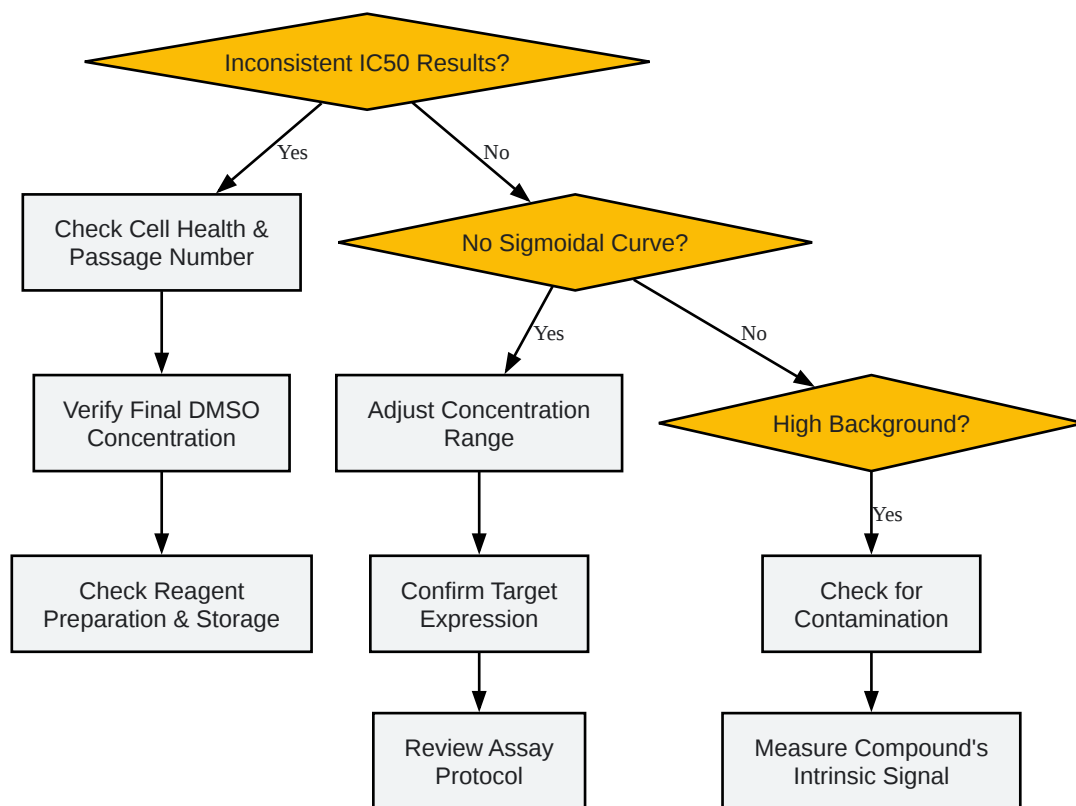 Inconsistent IC50 Results?
Yes
No
Check Cell Health &
Passage Number
No Sigmoidal Curve?
Yes
No
Verify Final DMSO
Concentration
Adjust Concentration
Range
High Background?
Yes
Check Reagent
Preparation & Storage
Confirm Target
Expression
Check for
Contamination
Review Assay
Protocol
Measure Compound's
Intrinsic Signal